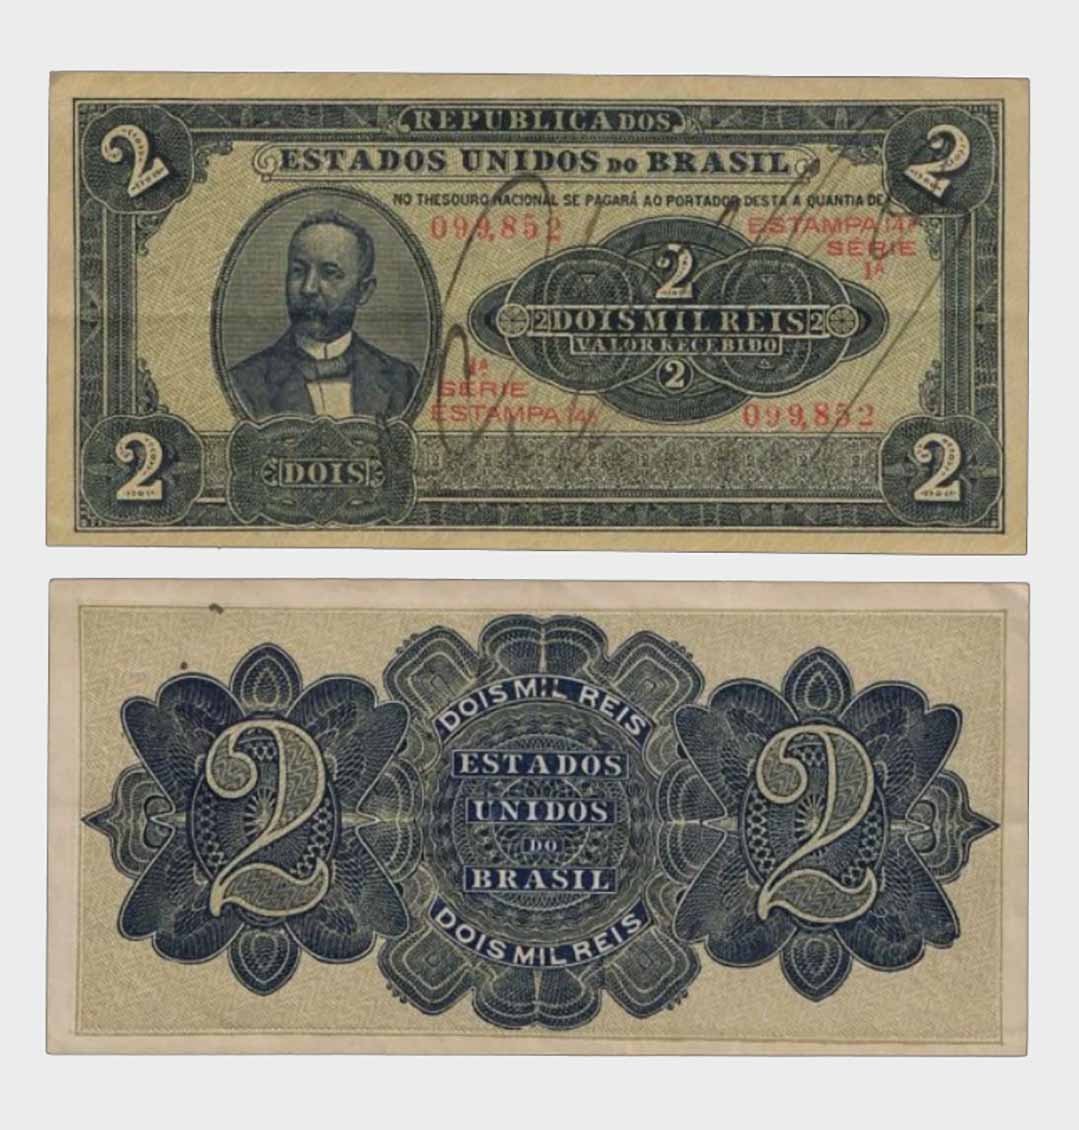 REPUBLICA DOS
ESTADOS UNIDOS DO BRASIL
NO THESOURO NACIONAL SE PAGARÁ AO PORTADOR DESTA A QUANTIA DE
2
2
099,852
ESTAMPA 14A
SÉRIE
1A
2
2 DOIS MIL REIS 2
VALOR RECEBIDO
2
1A
SÉRIE
ESTAMPA 14A
099,852
2
DOIS
2
DOIS MIL REIS
2
ESTADOS
UNIDOS
DO
BRASIL
2
DOIS MIL REIS